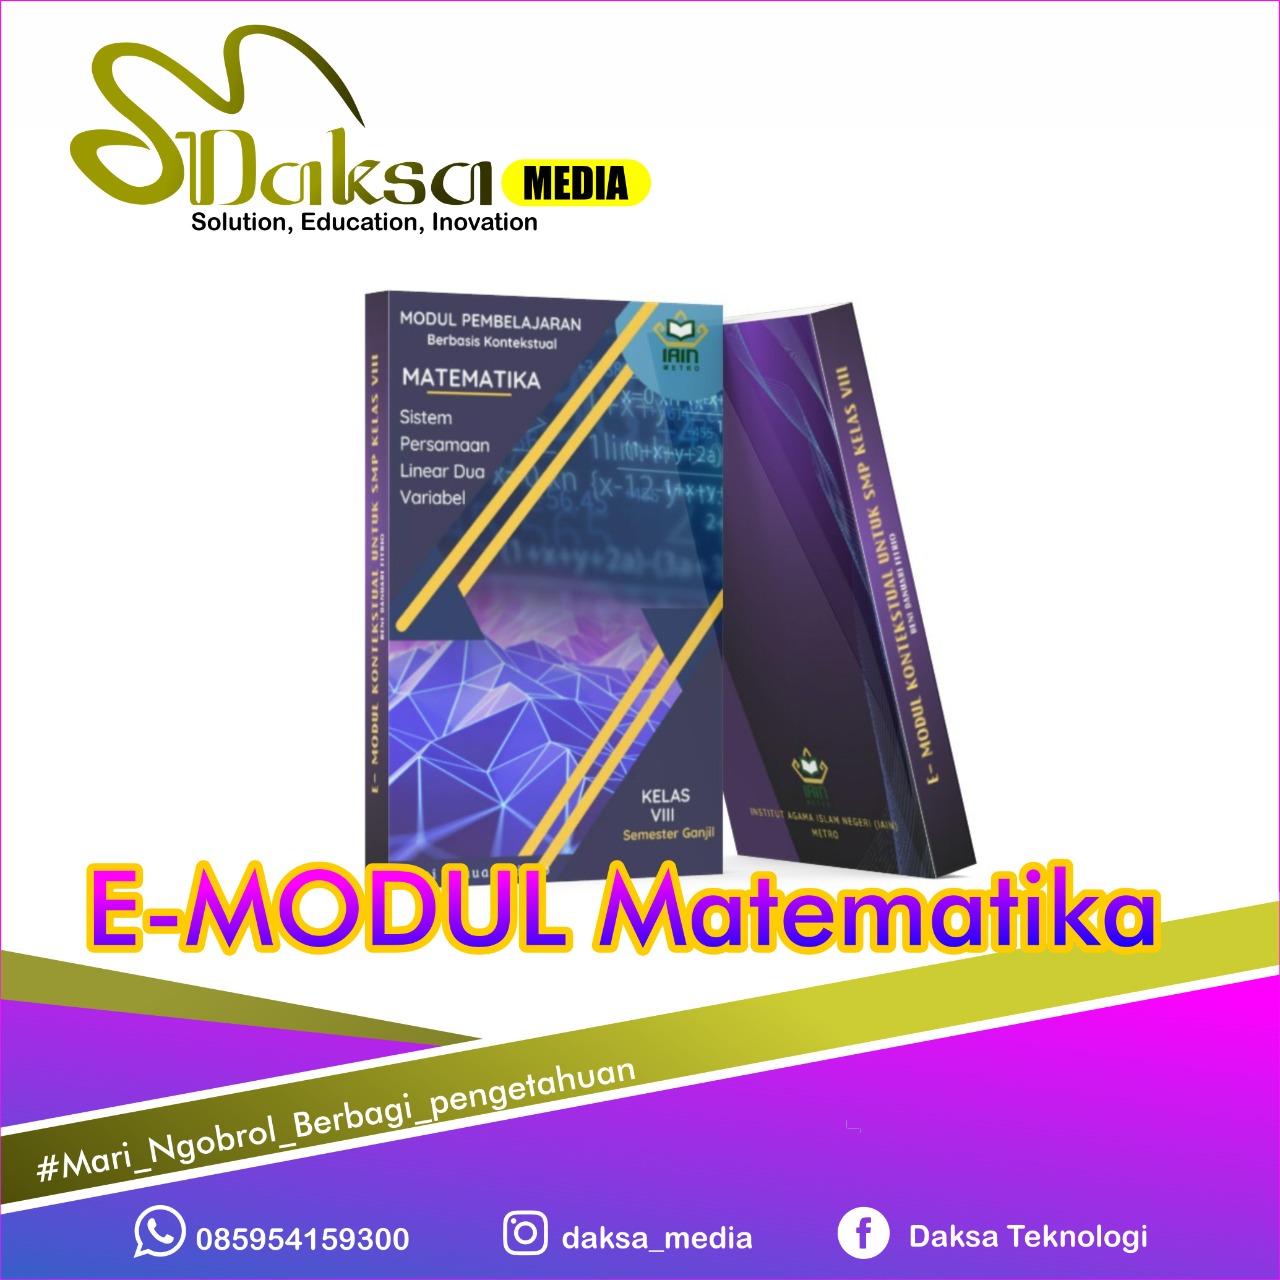 Daksa MEDIA
Solution, Education, Inovation
MODUL PEMBELAJARAN
Berbasis Kontekstual
MATEMATIKA
Sistem
Persamaan
Linear Dua
Variabel
IAIN
METRO
KELAS
VIII
Semester Ganjil
E- MODUL KONTEKSTUAL UNTUK SMP KELAS VIII
E- MODUL KONTEKSTUAL UNTUK SMP KELAS VIII
IAIN
METRO
INSTITUT AGAMA ISLAM NEGERI (IAIN)
METRO
E-MODUL Matematika
#Mari_Ngobrol_Berbagi_pengetahuan
085954159300
daksa_media
Daksa Teknologi